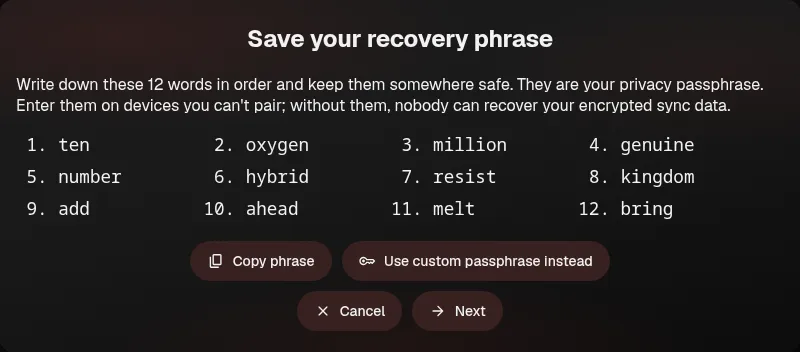 Save your recovery phrase
Write down these 12 words in order and keep them somewhere safe. They are your privacy passphrase.
Enter them on devices you can't pair; without them, nobody can recover your encrypted sync data.
1. ten 2. oxygen 3. million 4. genuine
5. number 6. hybrid 7. resist 8. kingdom
9. add 10. ahead 11. melt 12. bring
Copy phrase Use custom passphrase instead
Cancel Next